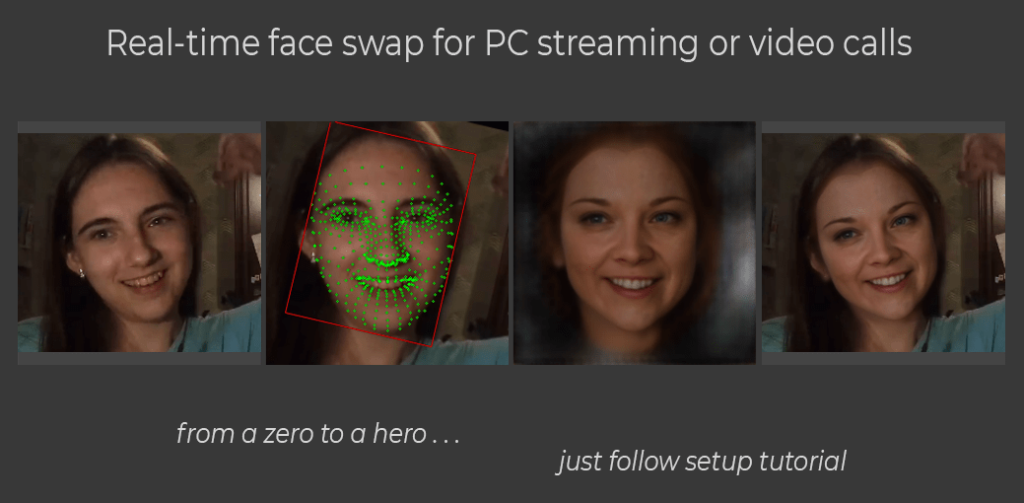 Real-time face swap for PC streaming or video calls
from a zero to a hero . . .
just follow setup tutorial